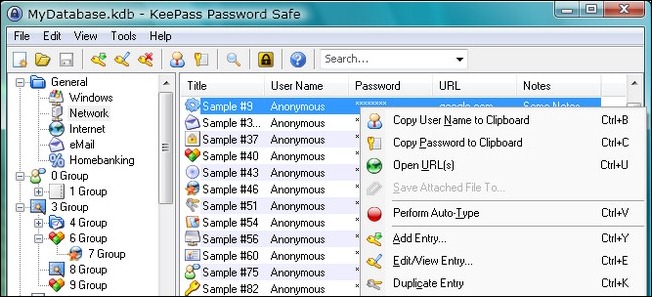 MyDatabase.kdb - KeePass Password Safe
File Edit View Tools Help
Search...
General
Windows
Network
Internet
eMail
Homebanking
0 Group
1 Group
3 Group
4 Group
6 Group
7 Group
8 Group
9 Group
Title User Name Password URL Notes
Sample #9 Anonymous ******** google.com Some Notes
Sample #3... Anonymous
Sample #37 Anonymous
Sample #40 Anonymous
Sample #43 Anonymous
Sample #46 Anonymous
Sample #51 Anonymous
Sample #54 Anonymous
Sample #56 Anonymous
Sample #60 Anonymous
Sample #75 Anonymous
Sample #82 Anonymous
Copy User Name to Clipboard Ctrl+B
Copy Password to Clipboard Ctrl+C
Open URL(s) Ctrl+U
Save Attached File To...
Perform Auto-Type Ctrl+V
Add Entry... Ctrl+Y
Edit/View Entry... Ctrl+E
Duplicate Entry Ctrl+K